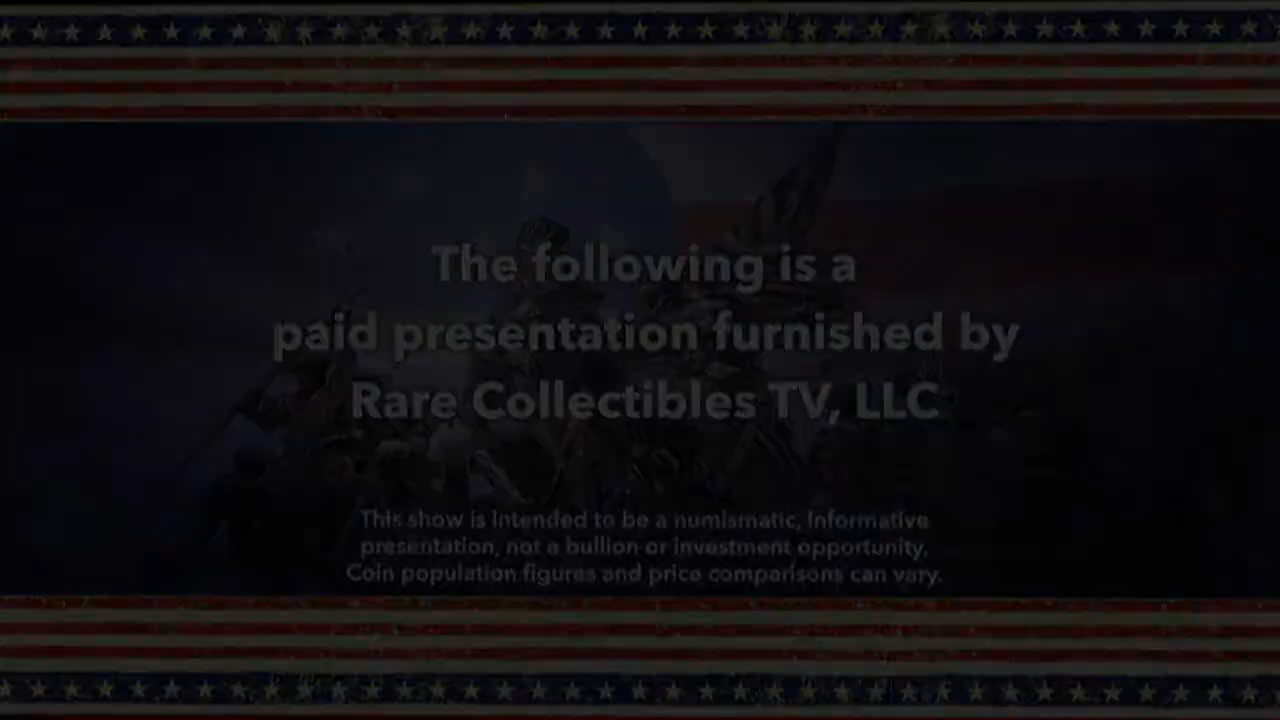 The following is a
paid presentation furnished by
Rare Collectibles TV, LLC
This show is intended to be a numismatic, informative
presentation, not a bullion or investment opportunity.
Coin population figures and price comparisons can vary.